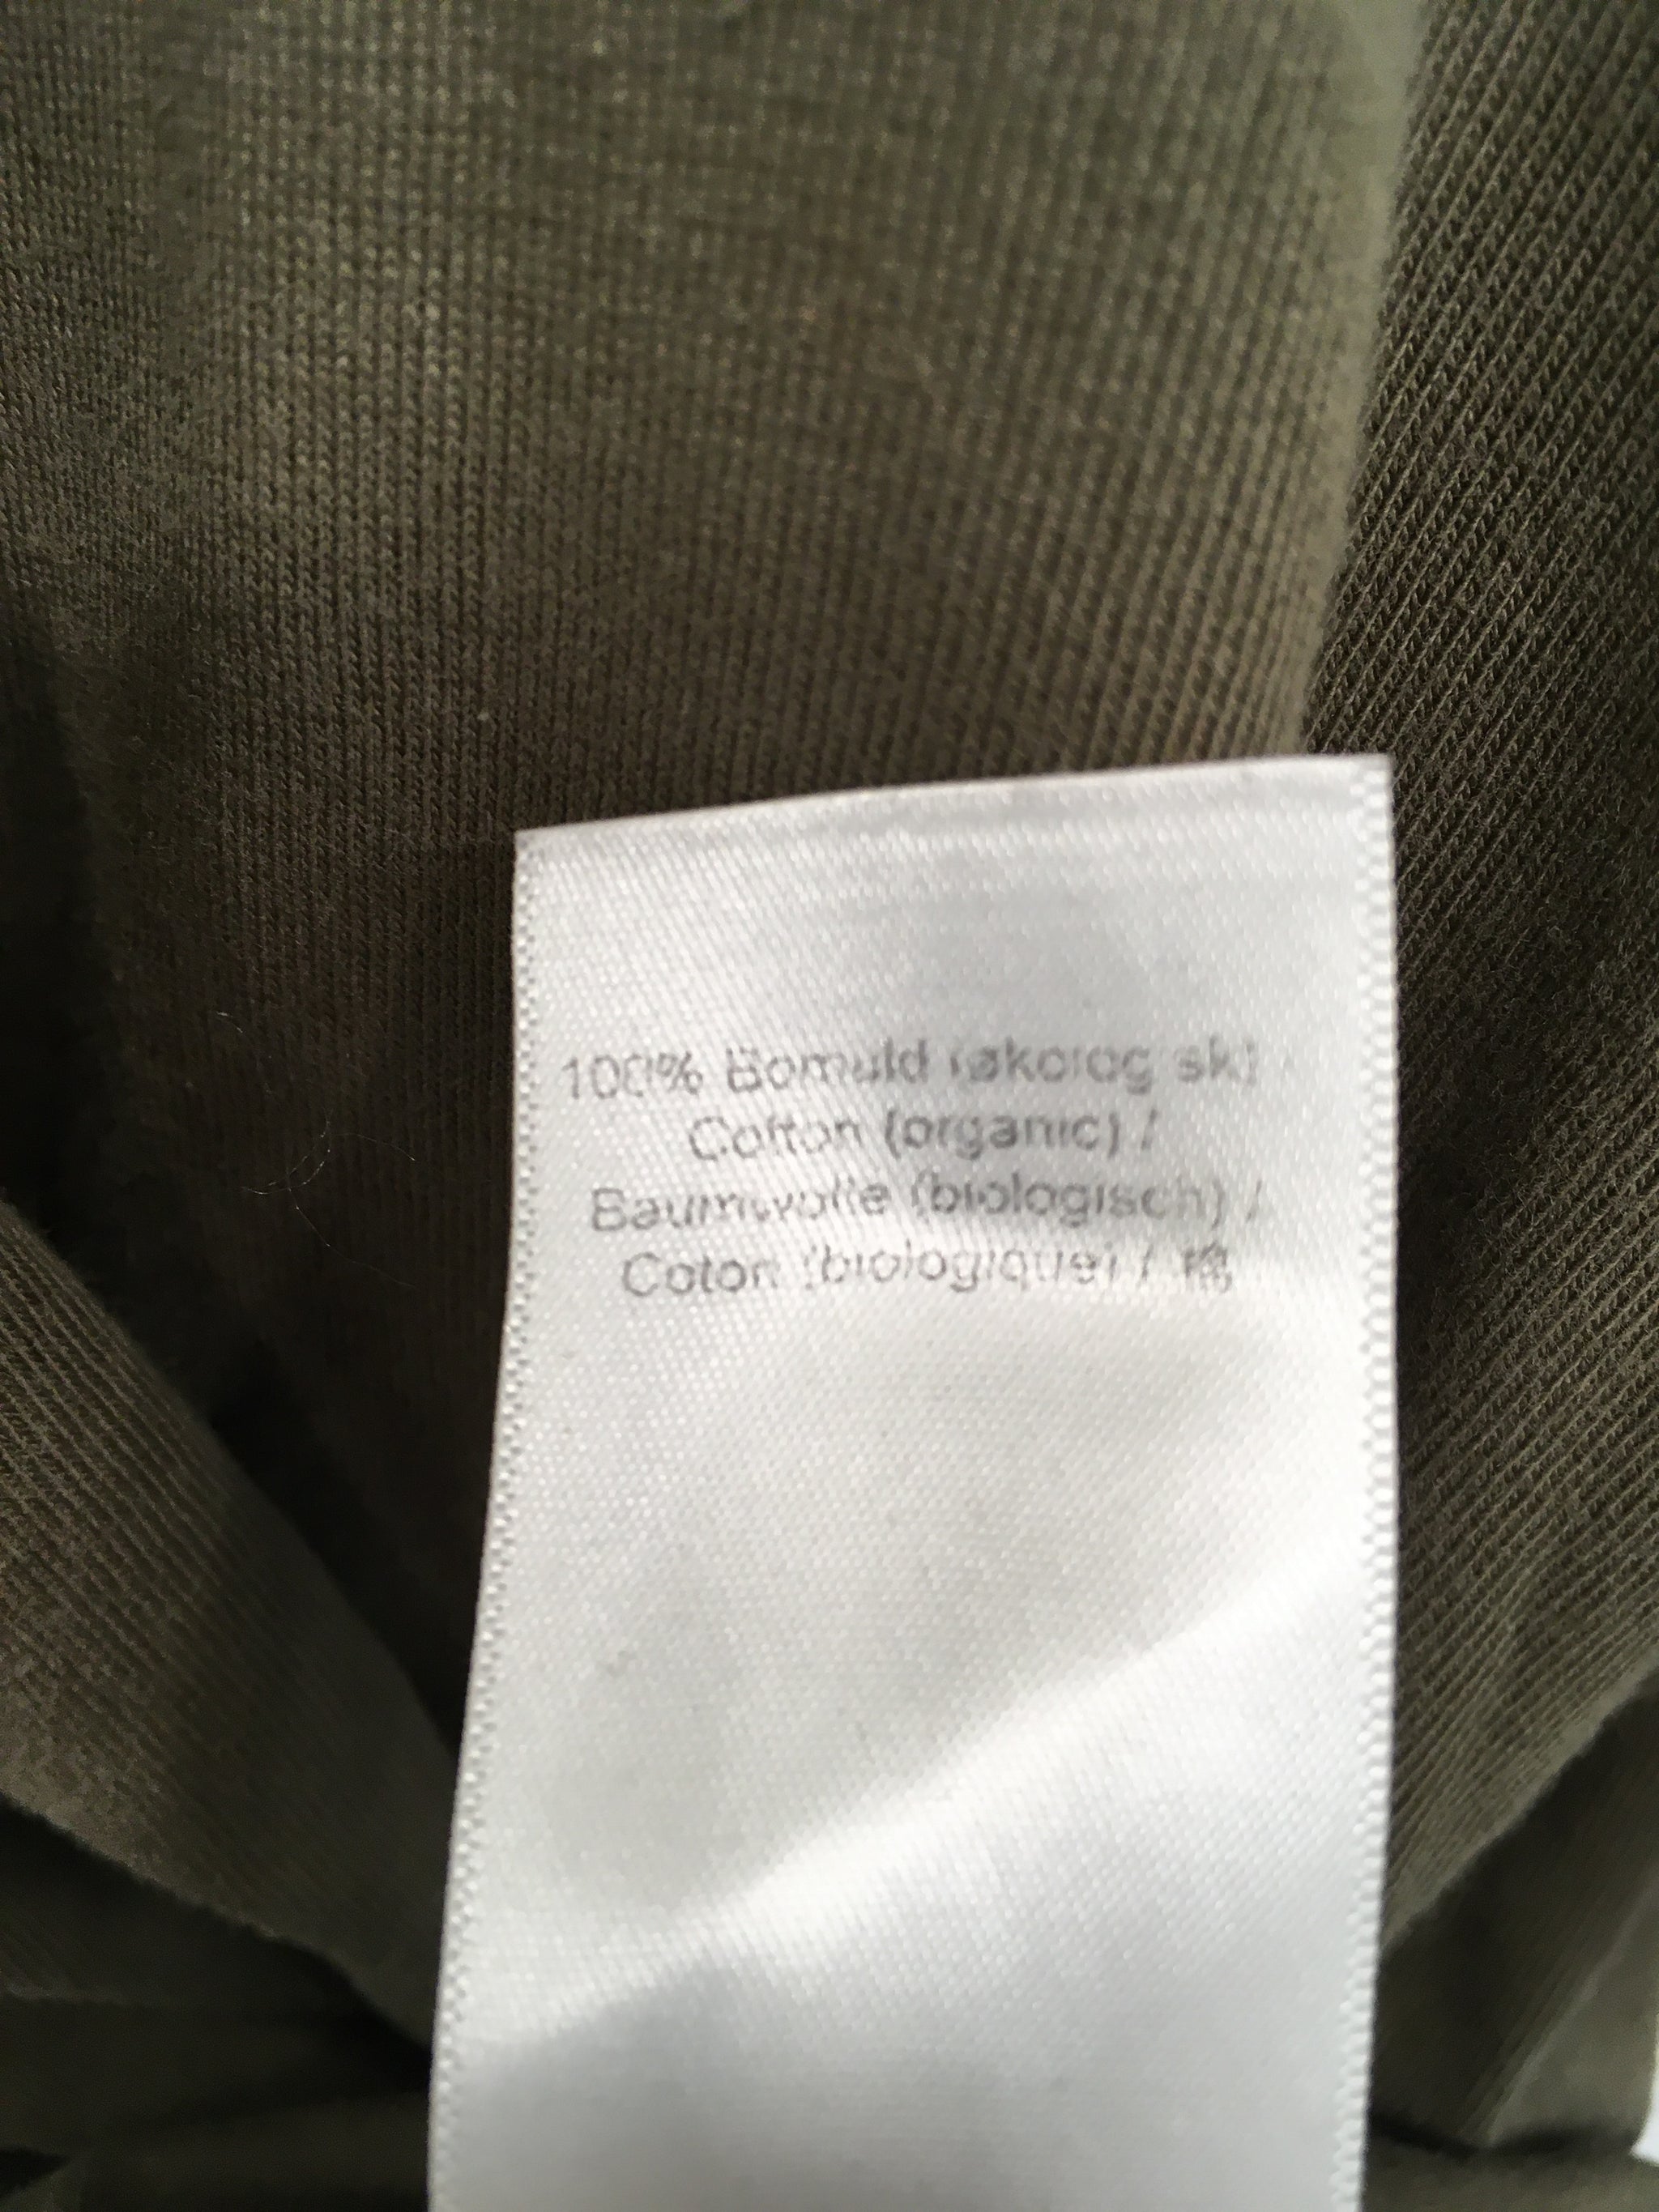 100% Bomuld (økologisk) /
Cotton (organic) /
Baumwolle (biologisch) /
Coton (biologique) / 棉